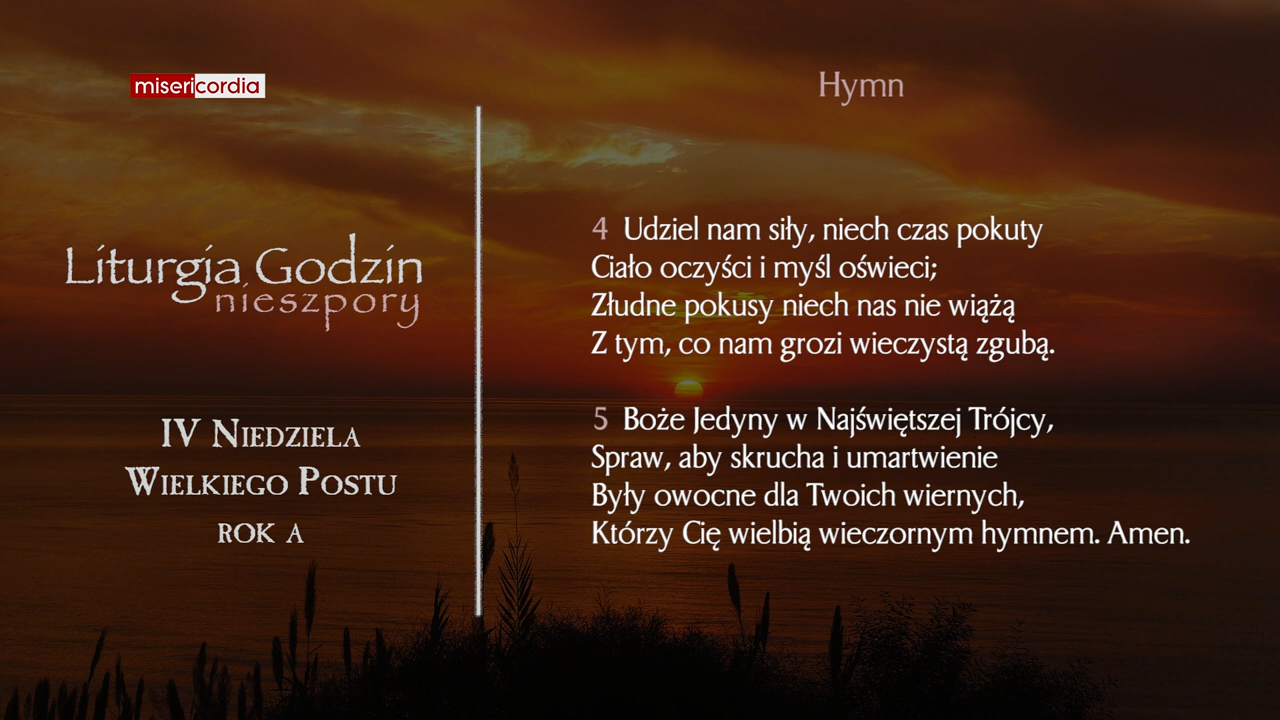 misericordia
Liturgia Godzin
nieszpory
IV Niedziela
Wielkiego Postu
rok A
Hymn
4 Udziel nam siły, niech czas pokuty
Ciało oczyści i myśl oświeci;
Złudne pokusy niech nas nie wiążą
Z tym, co nam grozi wieczystą zgubą.
5 Boże Jedyny w Najświętszej Trójcy,
Spraw, aby skrucha i umartwienie
Były owocne dla Twoich wiernych,
Którzy Cię wielbią wieczornym hymnem. Amen.